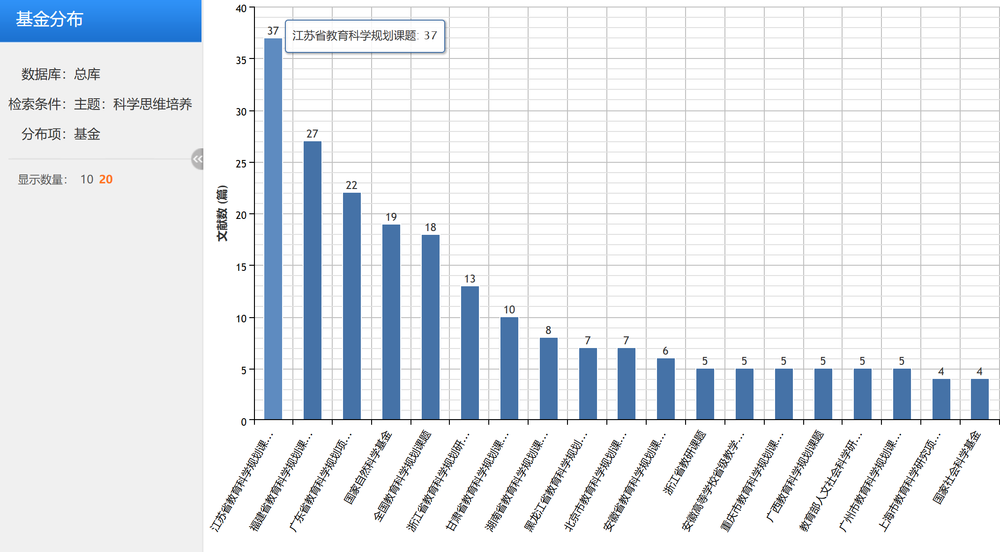 基金分布
数据库：总库
检索条件：主题：科学思维培养
分布项：基金
显示数量： 10 20
文献数 (篇)
40
35
30
25
20
15
10
5
0
江苏省教育科学规划课题: 37
37
27
22
19
18
13
10
8
7
7
6
5
5
5
5
5
5
4
4
江苏省教育科学规划课...
福建省教育科学规划课...
广东省教育科学规划项...
国家自然科学基金
全国教育科学规划课题
浙江省教育科学规划研...
甘肃省教育科学规划课...
湖南省教育科学规划课...
黑龙江省教育科学规划...
北京市教育科学规划课...
安徽省教育科学规划课...
浙江省教研课题
安徽高等学校省级教学...
重庆市教育科学规划课...
广西教育科学规划课题
教育部人文社会科学研...
广州市教育科学规划课...
上海市教育科学研究项...
国家社会科学基金